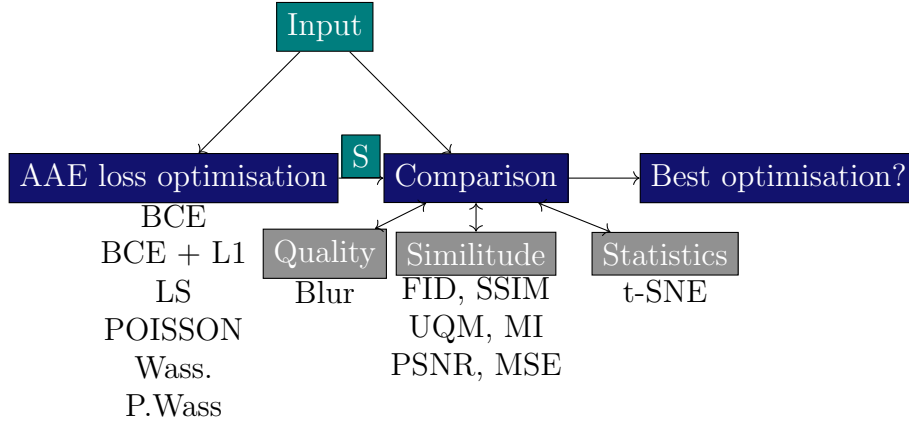 Input
S
AAE loss optimisation
Comparison
Best optimisation?
BCE
BCE + L1
LS
POISSON
Wass.
P.Wass
Quality
Blur
Similitude
FID, SSIM
UQM, MI
PSNR, MSE
Statistics
t-SNE